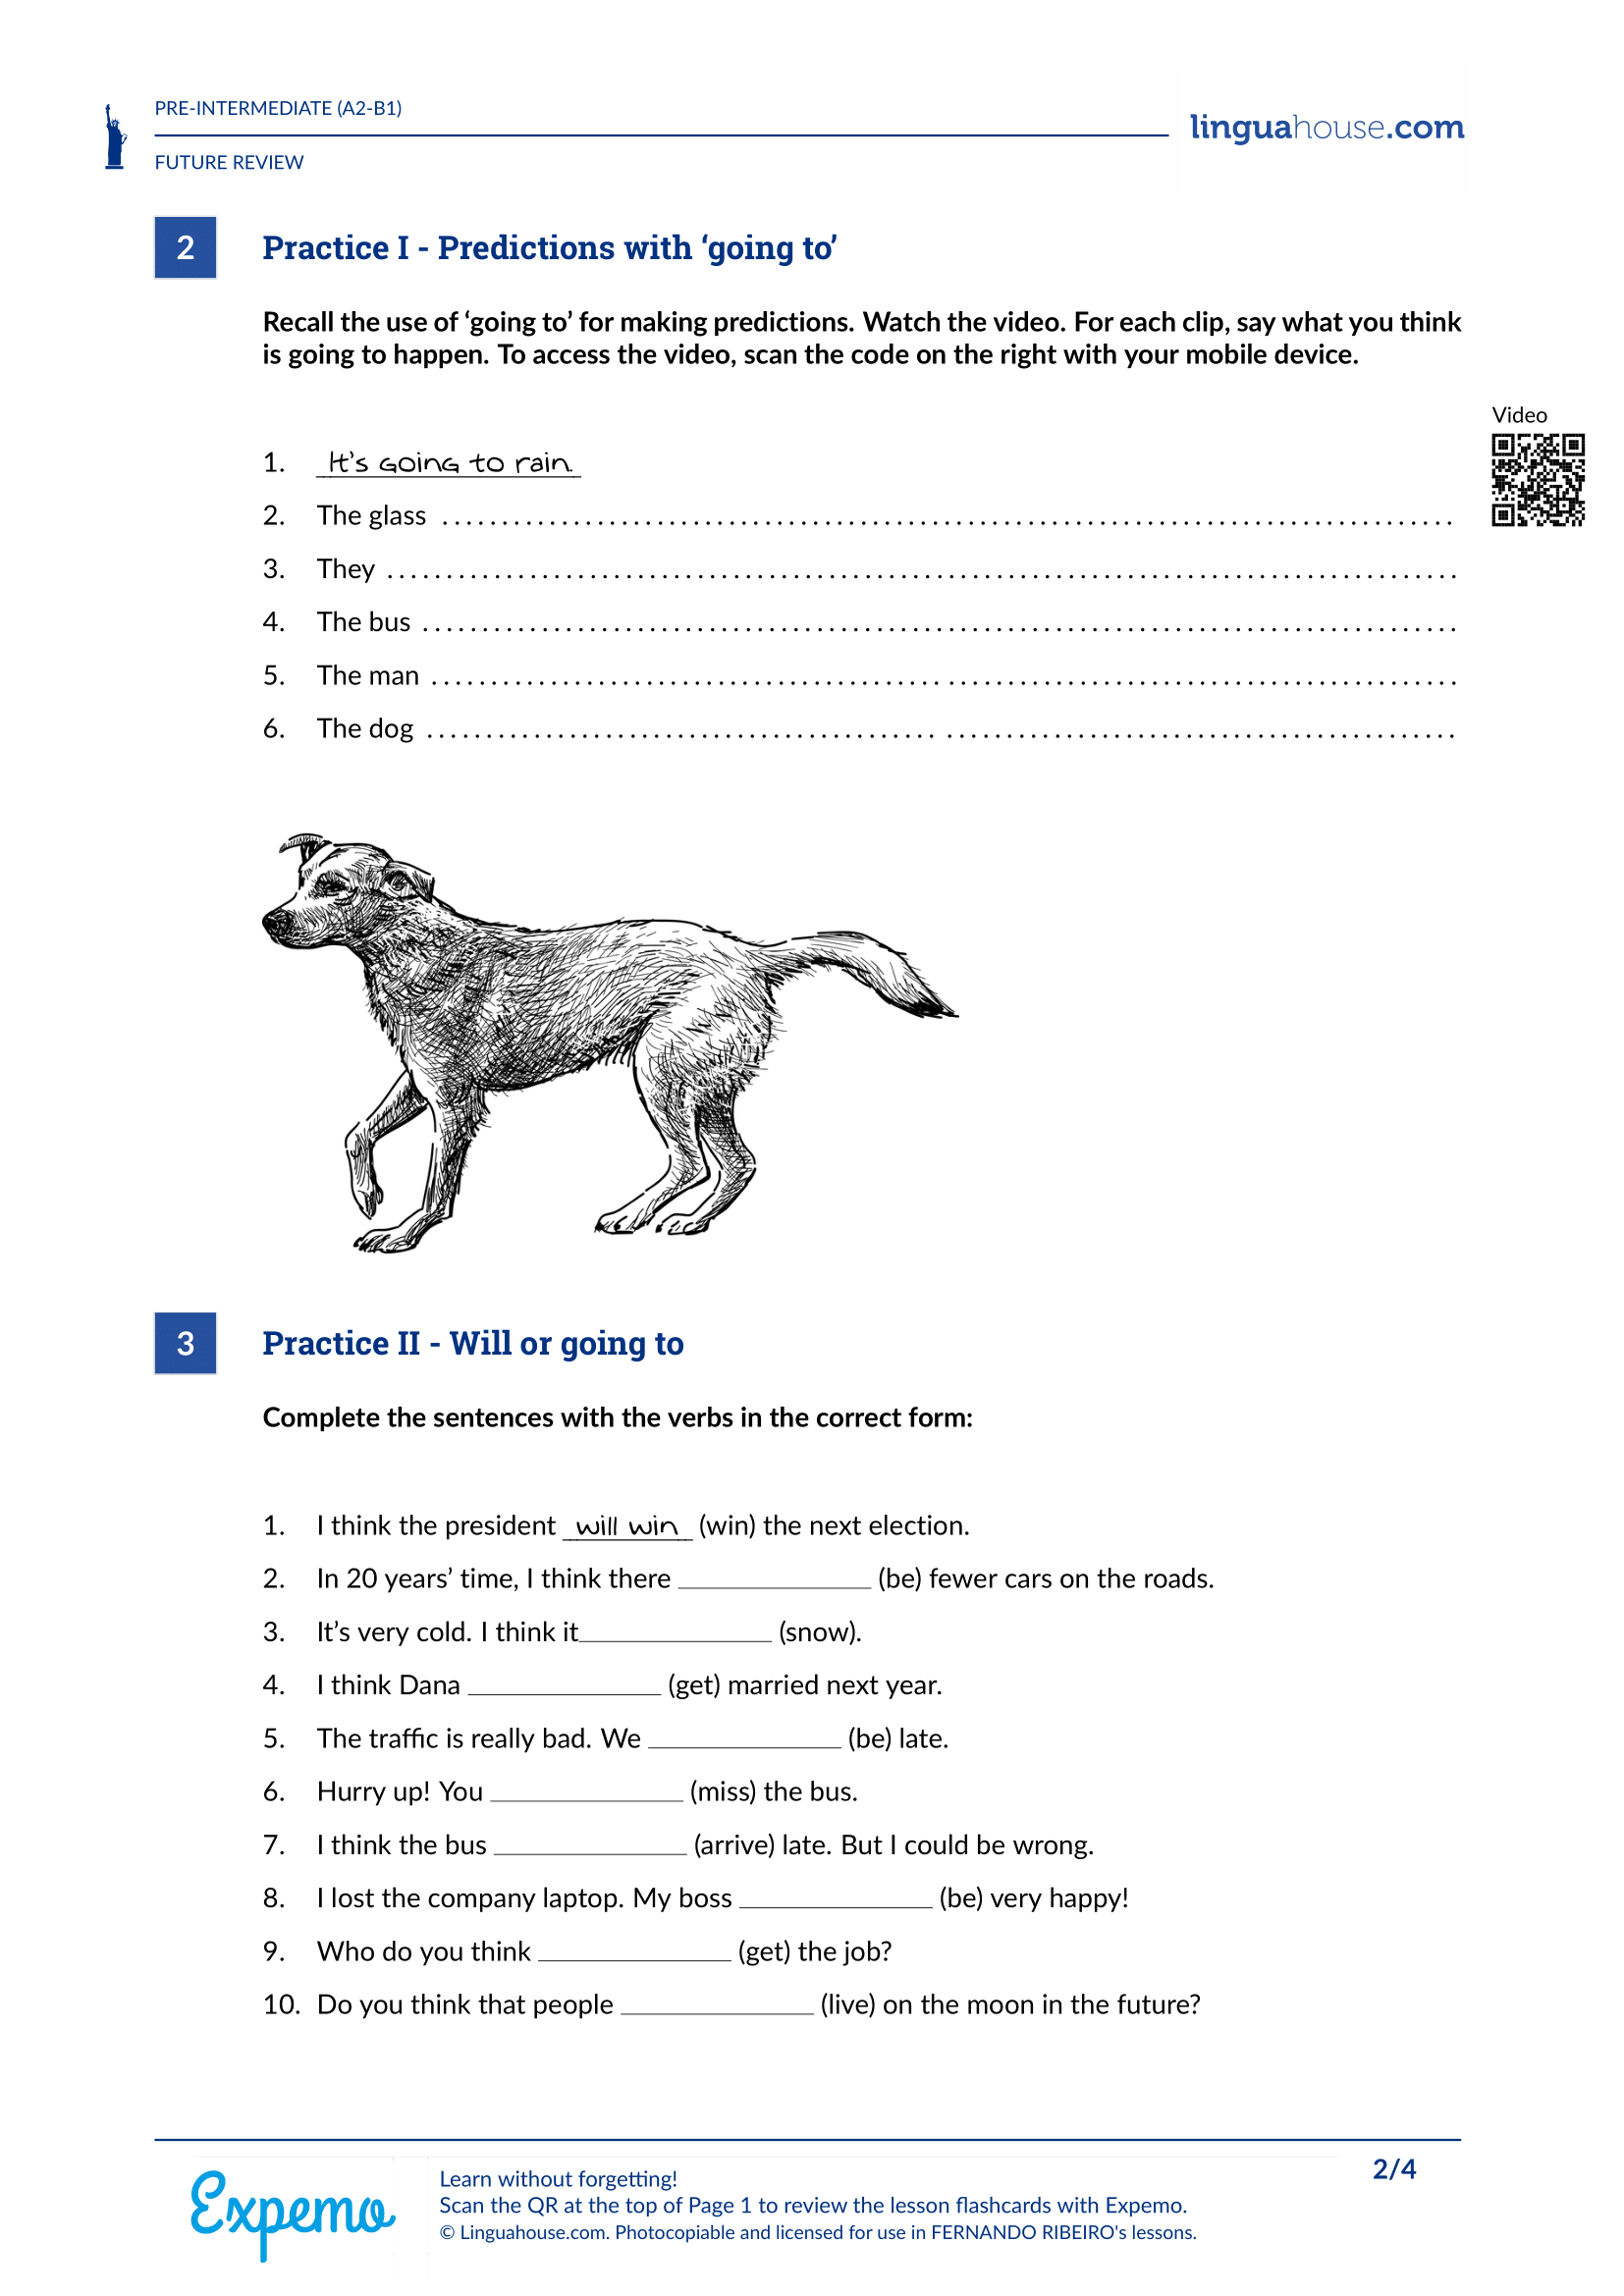 PRE-INTERMEDIATE (A2-B1)
linguahouse.com
FUTURE REVIEW
2
Practice I - Predictions with ‘going to’
Recall the use of ‘going to’ for making predictions. Watch the video. For each clip, say what you think
is going to happen. To access the video, scan the code on the right with your mobile device.
Video
1. It's going to rain.
2. The glass ........................................................................................
3. They ........................................................................................
4. The bus ........................................................................................
5. The man ........................................................................................
6. The dog ........................................................................................
3
Practice II - Will or going to
Complete the sentences with the verbs in the correct form:
1. I think the president will win (win) the next election.
2. In 20 years’ time, I think there ______________ (be) fewer cars on the roads.
3. It’s very cold. I think it______________ (snow).
4. I think Dana ______________ (get) married next year.
5. The traffic is really bad. We ______________ (be) late.
6. Hurry up! You ______________ (miss) the bus.
7. I think the bus ______________ (arrive) late. But I could be wrong.
8. I lost the company laptop. My boss ______________ (be) very happy!
9. Who do you think ______________ (get) the job?
10. Do you think that people ______________ (live) on the moon in the future?
2/4
Expemo
Learn without forgetting!
Scan the QR at the top of Page 1 to review the lesson flashcards with Expemo.
© Linguahouse.com. Photocopiable and licensed for use in FERNANDO RIBEIRO's lessons.